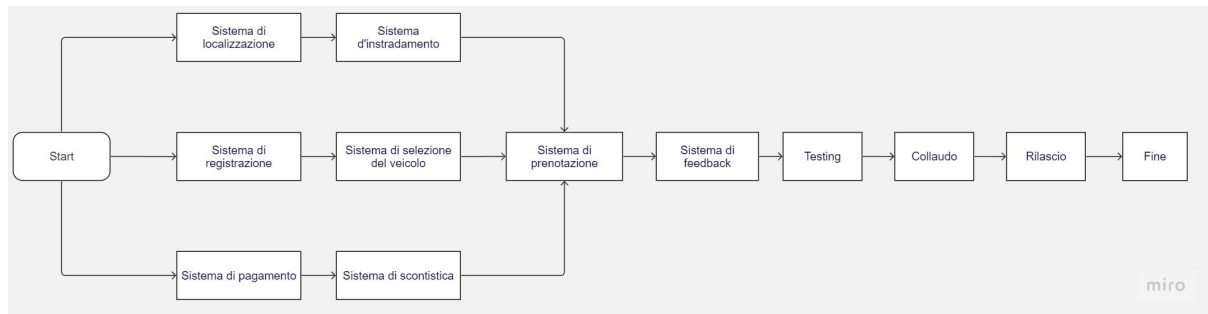 Sistema di
localizzazione
Sistema
d'instradamento
Start
Sistema di
registrazione
Sistema di selezione
del veicolo
Sistema di
prenotazione
Sistema di
feedback
Testing
Collaudo
Rilascio
Fine
Sistema di pagamento
Sistema di scontistica
miro